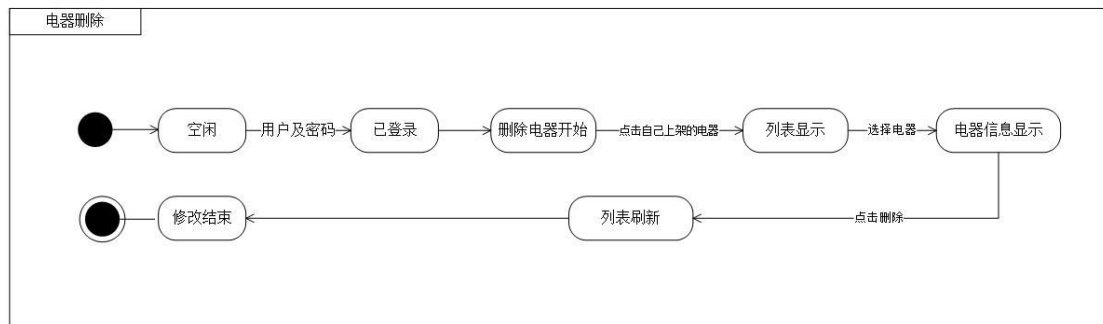 电器删除
空闲
用户及密码
已登录
删除电器开始
点击自己上架的电器
列表显示
选择电器
电器信息显示
修改结束
列表刷新
点击删除